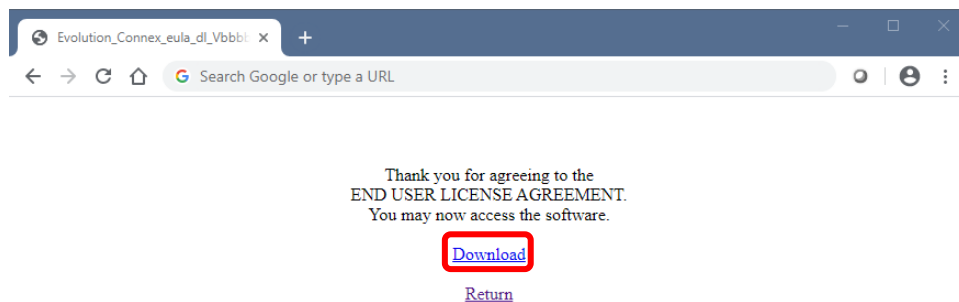 Evolution_Connex_eula_dl_Vbbbb
Search Google or type a URL
Thank you for agreeing to the
END USER LICENSE AGREEMENT.
You may now access the software.
Download
Return